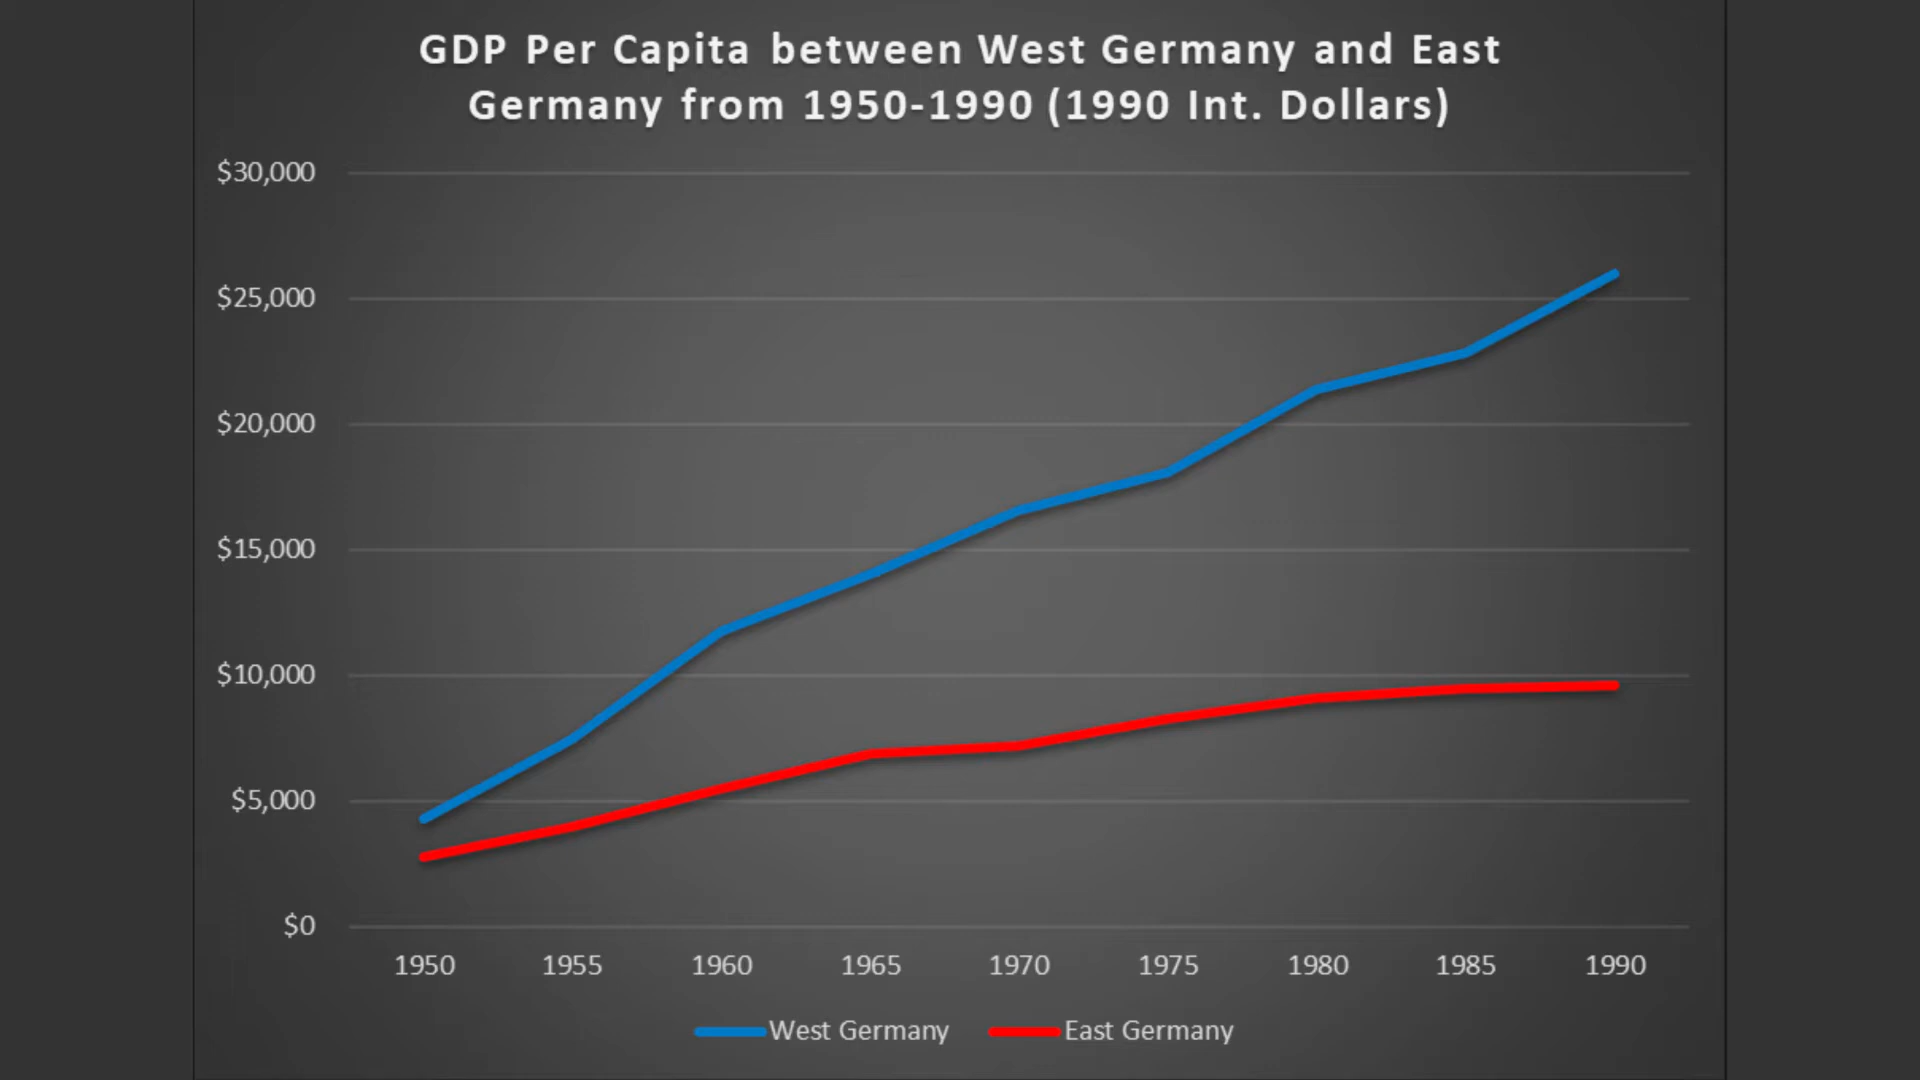 GDP Per Capita between West Germany and East
Germany from 1950-1990 (1990 Int. Dollars)
$30,000
$25,000
$20,000
$15,000
$10,000
$5,000
$0
1950 1955 1960 1965 1970 1975 1980 1985 1990
West Germany East Germany